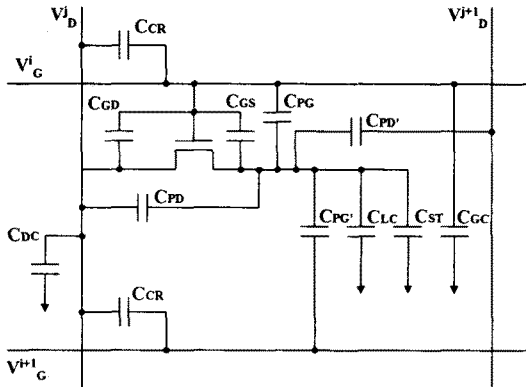 V^j_D
V^{j+1}_D
C_CR
V^i_G
C_GD
C_GS
C_PG
C_PD'
C_PD
C_DC
C_PG'
C_LC
C_ST
C_GC
C_CR
V^{i+1}_G